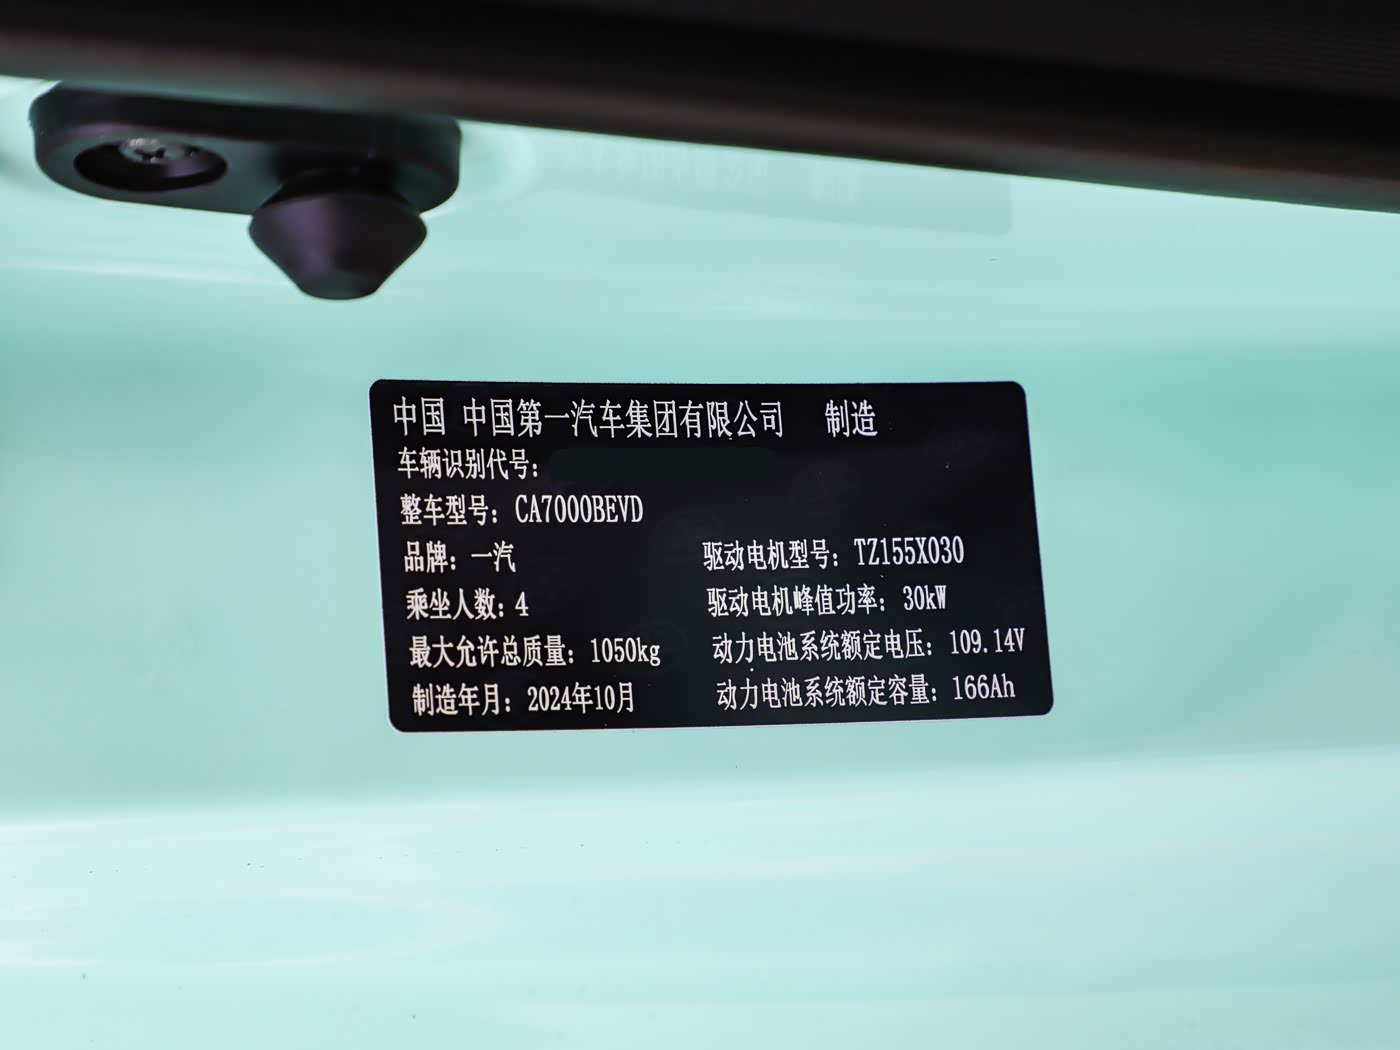 中国 中国第一汽车集团有限公司 制造
车辆识别代号：
整车型号：CA7000BEVD
品牌：一汽 驱动电机型号：TZ155X030
乘坐人数：4 驱动电机峰值功率：30kW
最大允许总质量：1050kg 动力电池系统额定电压：109.14V
制造年月：2024年10月 动力电池系统额定容量：166Ah